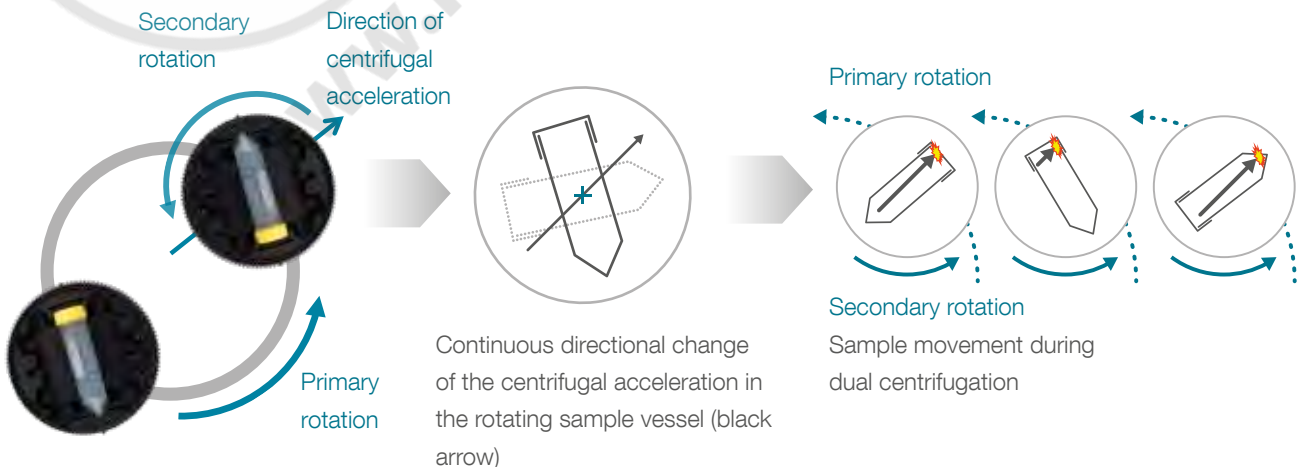 Secondary
rotation
Direction of
centrifugal
acceleration
Primary
rotation
Continuous directional change
of the centrifugal acceleration in
the rotating sample vessel (black
arrow)
Primary rotation
Secondary rotation
Sample movement during
dual centrifugation